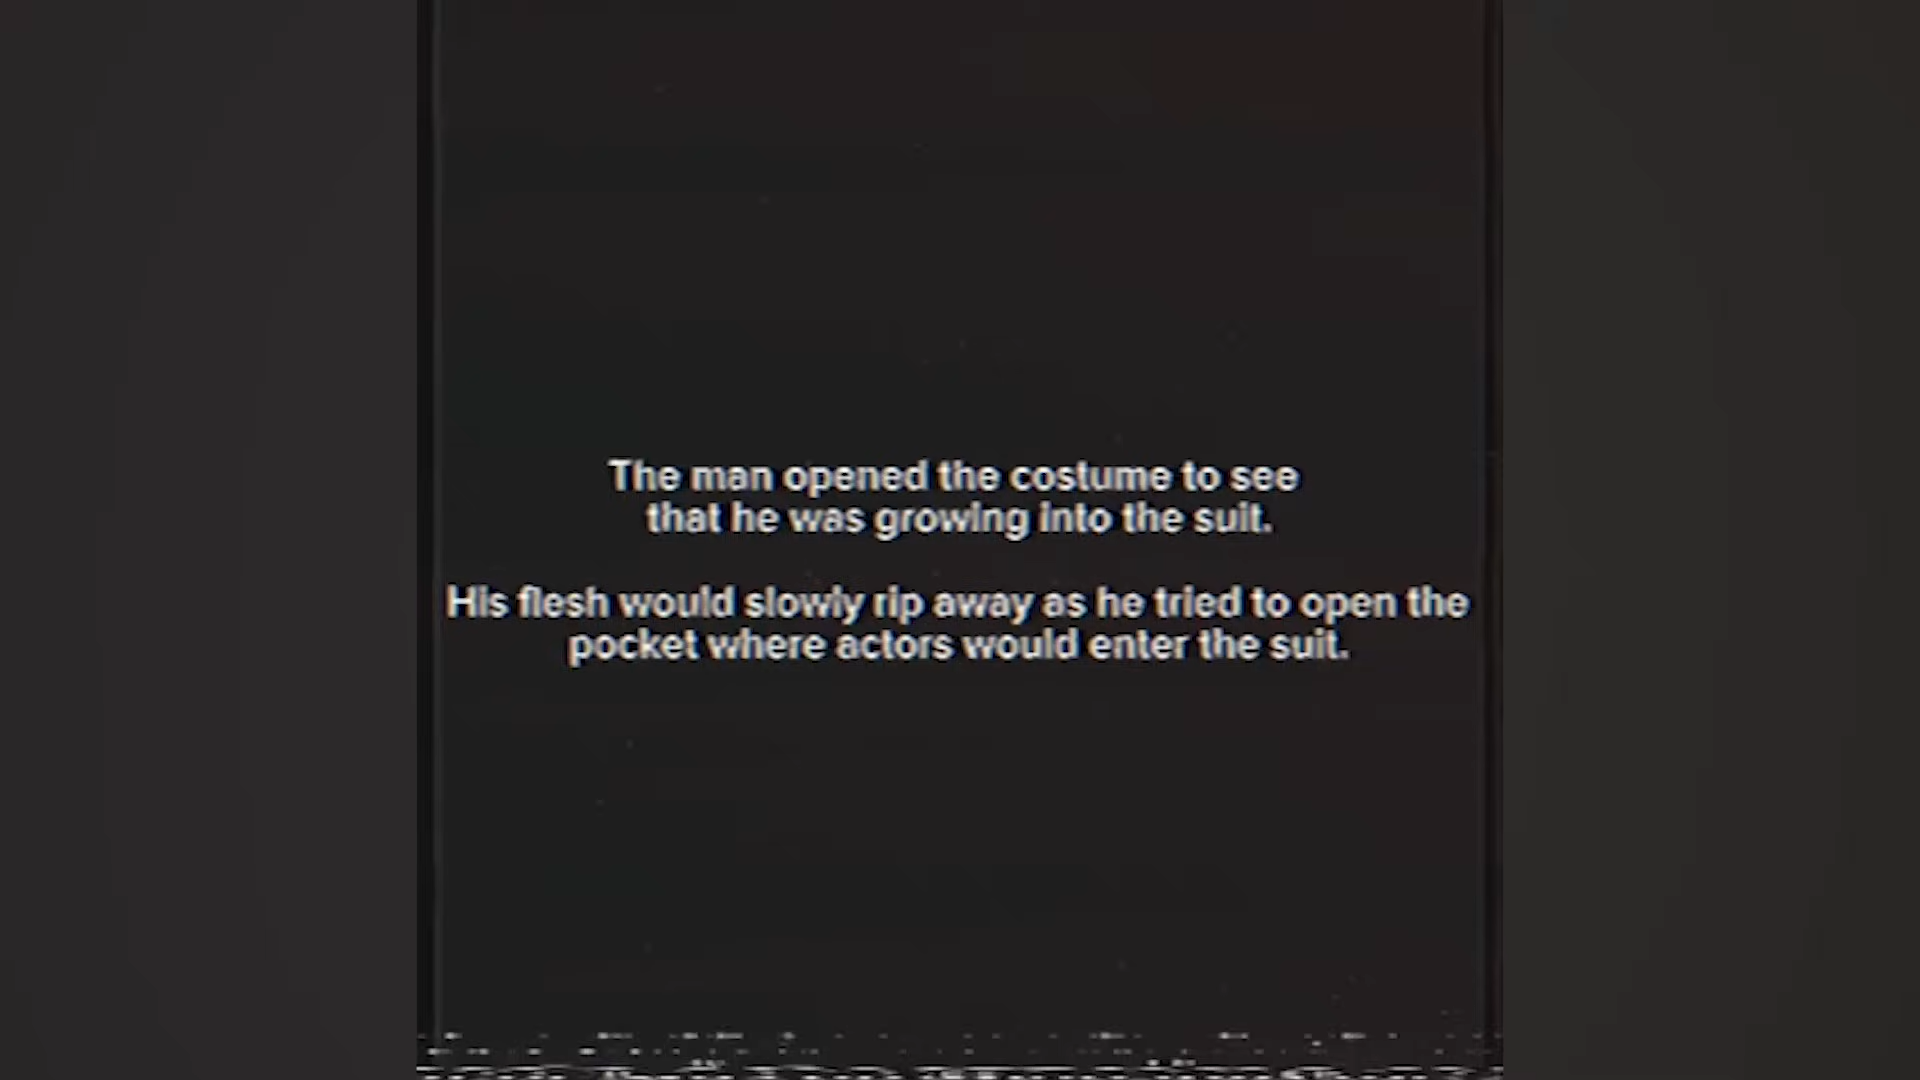 The man opened the costume to see
that he was growing into the suit.
His flesh would slowly rip away as he tried to open the
pocket where actors would enter the suit.